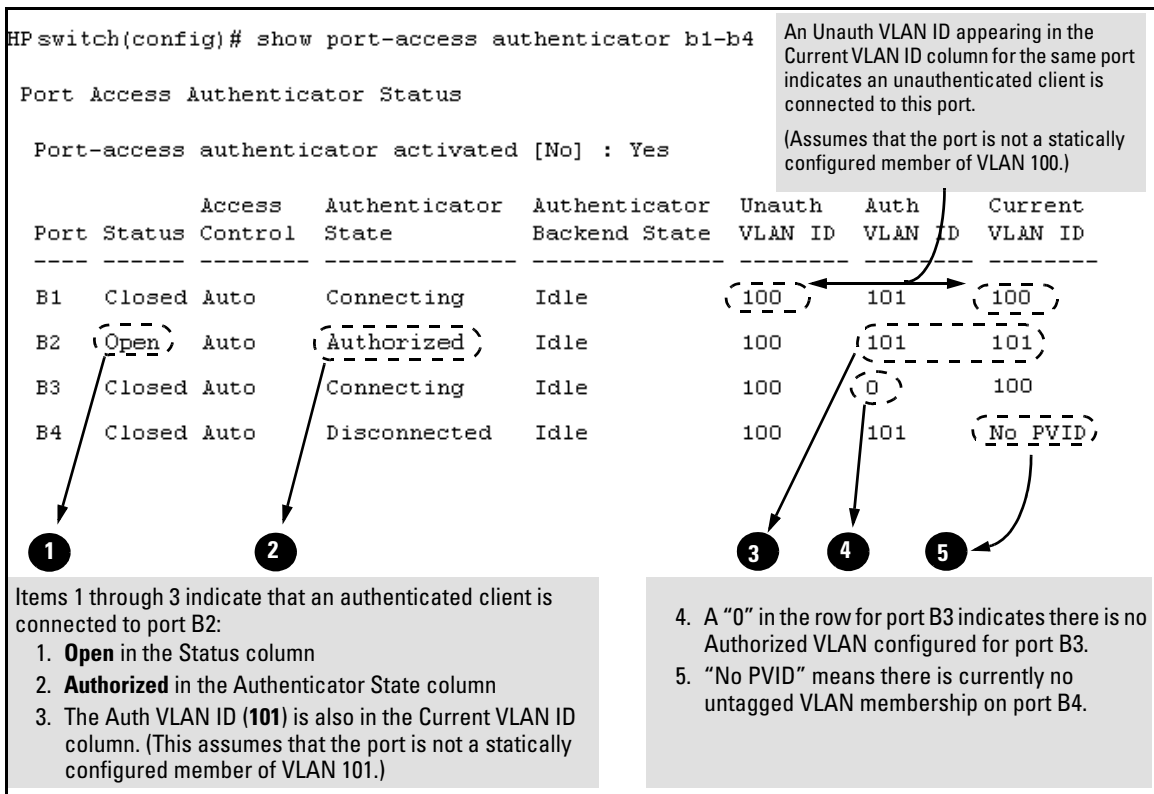 HPswitch(config)# show port-access authenticator b1-b4
An Unauth VLAN ID appearing in the
Current VLAN ID column for the same port
indicates an unauthenticated client is
connected to this port.
(Assumes that the port is not a statically
configured member of VLAN 100.)
Port Access Authenticator Status
Port-access authenticator activated [No] : Yes
Access Authenticator Authenticator Unauth Auth Current
Port Status Control State Backend State VLAN ID VLAN ID VLAN ID
---- ------ -------- -------------- -------------- -------- -------- --------
B1 Closed Auto Connecting Idle 100 101 100
B2 Open Auto Authorized Idle 100 101 101
B3 Closed Auto Connecting Idle 100 0 100
B4 Closed Auto Disconnected Idle 100 101 No PVID
1 2 3 4 5
Items 1 through 3 indicate that an authenticated client is
connected to port B2:
1. Open in the Status column
2. Authorized in the Authenticator State column
3. The Auth VLAN ID (101) is also in the Current VLAN ID
column. (This assumes that the port is not a statically
configured member of VLAN 101.)
4. A “0” in the row for port B3 indicates there is no
Authorized VLAN configured for port B3.
5. “No PVID” means there is currently no
untagged VLAN membership on port B4.